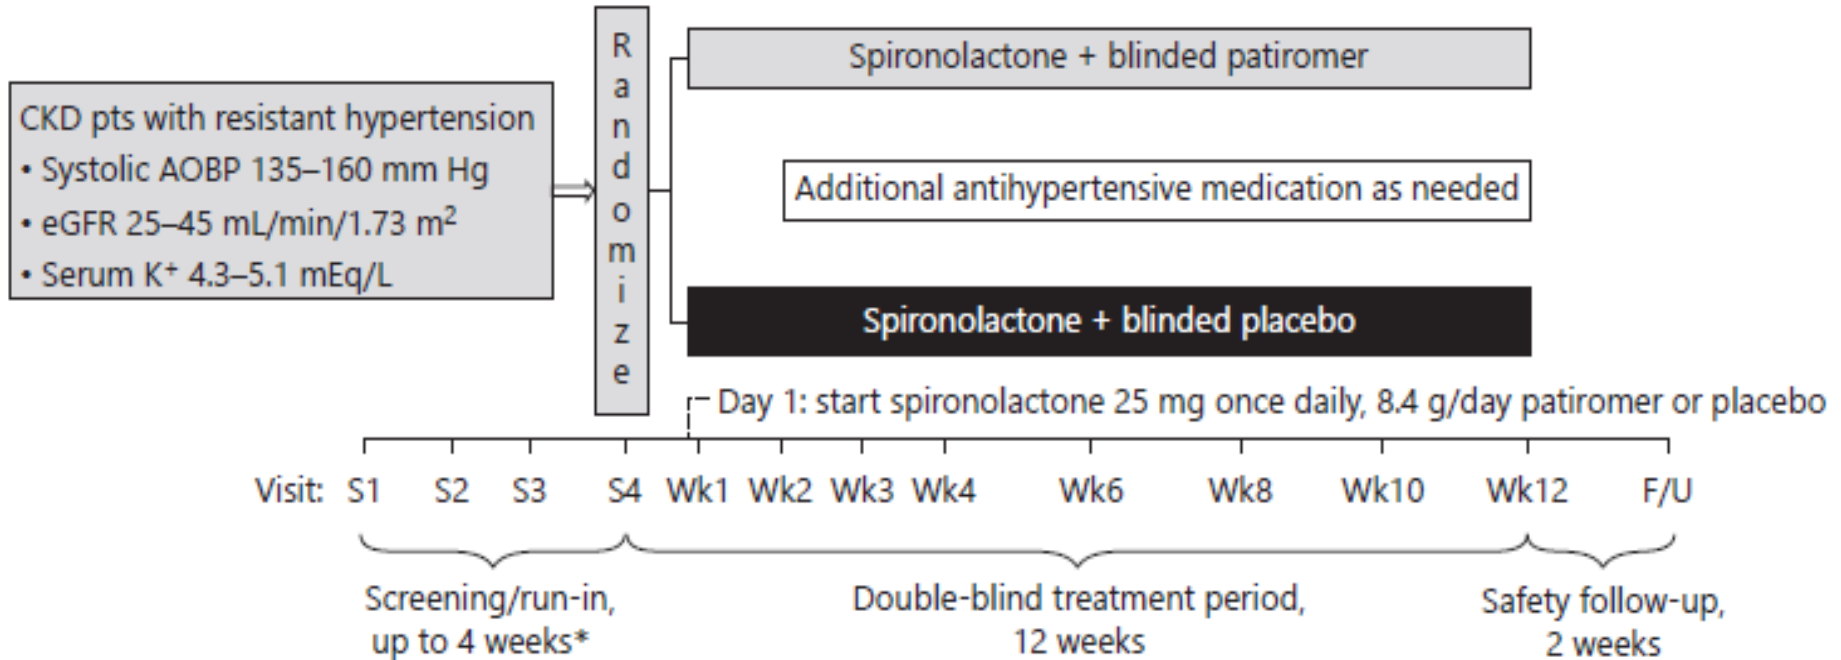 CKD pts with resistant hypertension
• Systolic AOBP 135–160 mm Hg
• eGFR 25–45 mL/min/1.73 m²
• Serum K⁺ 4.3–5.1 mEq/L
Randomize
Spironolactone + blinded patiromer
Additional antihypertensive medication as needed
Spironolactone + blinded placebo
Day 1: start spironolactone 25 mg once daily, 8.4 g/day patiromer or placebo
Visit: S1 S2 S3 S4 Wk1 Wk2 Wk3 Wk4 Wk6 Wk8 Wk10 Wk12 F/U
Screening/run-in,
up to 4 weeks*
Double-blind treatment period,
12 weeks
Safety follow-up,
2 weeks